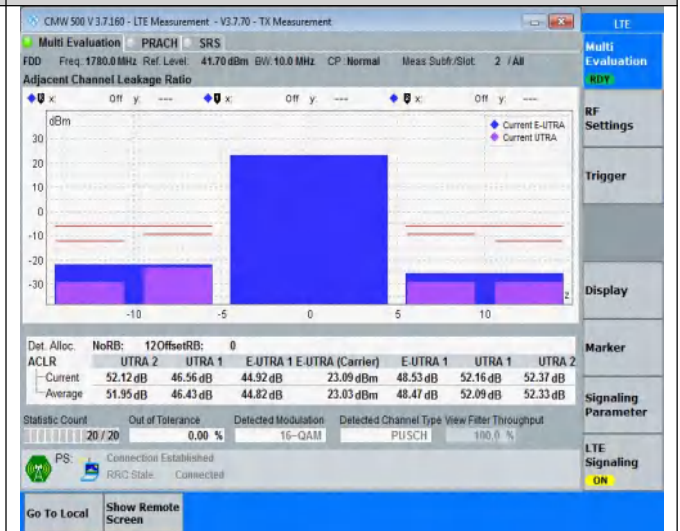 CMW 500 V 3.7.160 - LTE Measurement - V3.7.70 - TX Measurement
LTE
Multi Evaluation PRACH SRS
Multi Evaluation
RDY
FDD Freq.:1780.0 MHz Ref. Level: 41.70 dBm BW: 10.0 MHz CP :Normal Meas Subfr./Slot: 2 /All
Adjacent Channel Leakage Ratio
x: Off y: --- x: Off y: --- x: Off y: ---
RF Settings
dBm
Current E-UTRA
Current UTRA
30
20
10
0
-10
-20
-30
Trigger
-10 -5 0 5 10
Display
Det. Alloc. NoRB: 12OffsetRB: 0
Marker
ACLR UTRA 2 UTRA 1 E-UTRA 1 E-UTRA (Carrier) E-UTRA 1 UTRA 1 UTRA 2
Current 52.12 dB 46.56 dB 44.92 dB 23.09 dBm 48.53 dB 52.16 dB 52.37 dB
Average 51.95 dB 46.43 dB 44.82 dB 23.03 dBm 48.47 dB 52.09 dB 52.33 dB
Signaling Parameter
Statistic Count Out of Tolerance Detected Modulation Detected Channel Type View Filter Throughput
20 / 20 0.00 % 16-QAM PUSCH 100.0 %
PS: Connection Established
RRC State: Connected
LTE Signaling
ON
Go To Local
Show Remote Screen